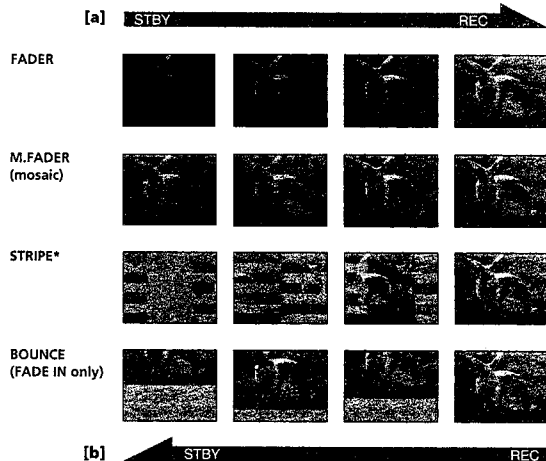 [a] STBY REC
FADER
M.FADER
(mosaic)
STRIPE*
BOUNCE
(FADE IN only)
[b] STBY REC